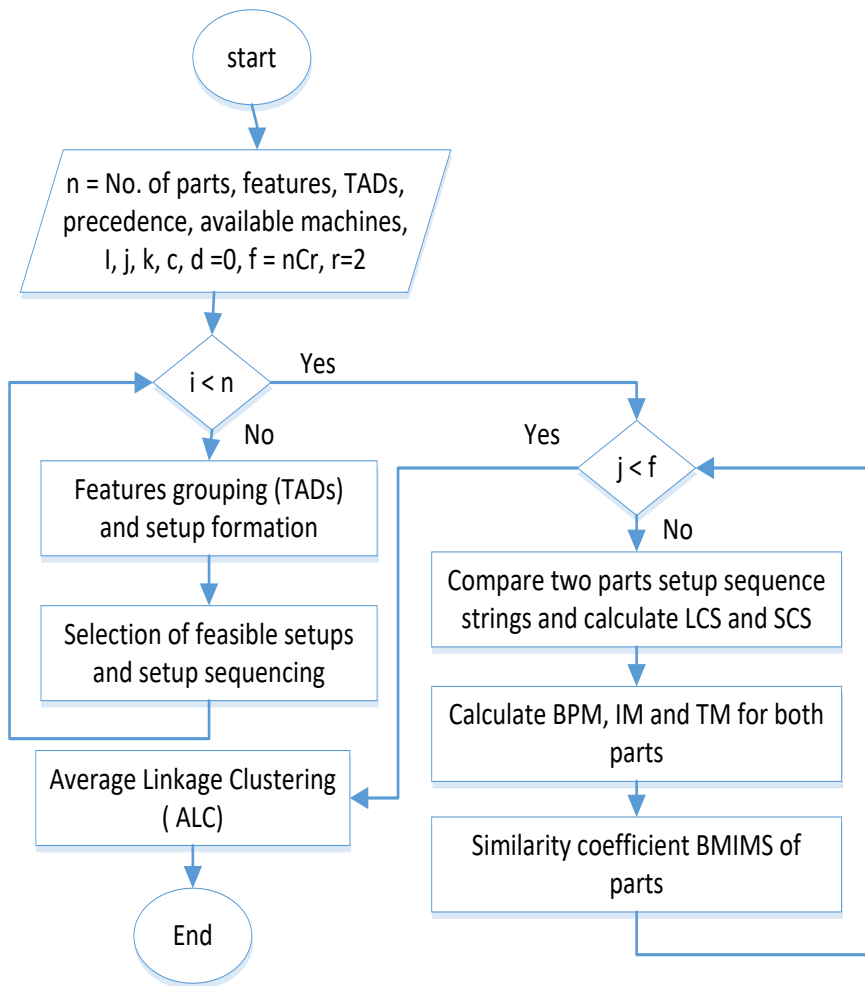 start
n = No. of parts, features, TADs,
precedence, available machines,
I, j, k, c, d =0, f = nCr, r=2
i < n
Yes
No
Features grouping (TADs)
and setup formation
Selection of feasible setups
and setup sequencing
Yes
j < f
No
Compare two parts setup sequence
strings and calculate LCS and SCS
Calculate BPM, IM and TM for both
parts
Similarity coefficient BMIMS of
parts
Average Linkage Clustering
( ALC)
End